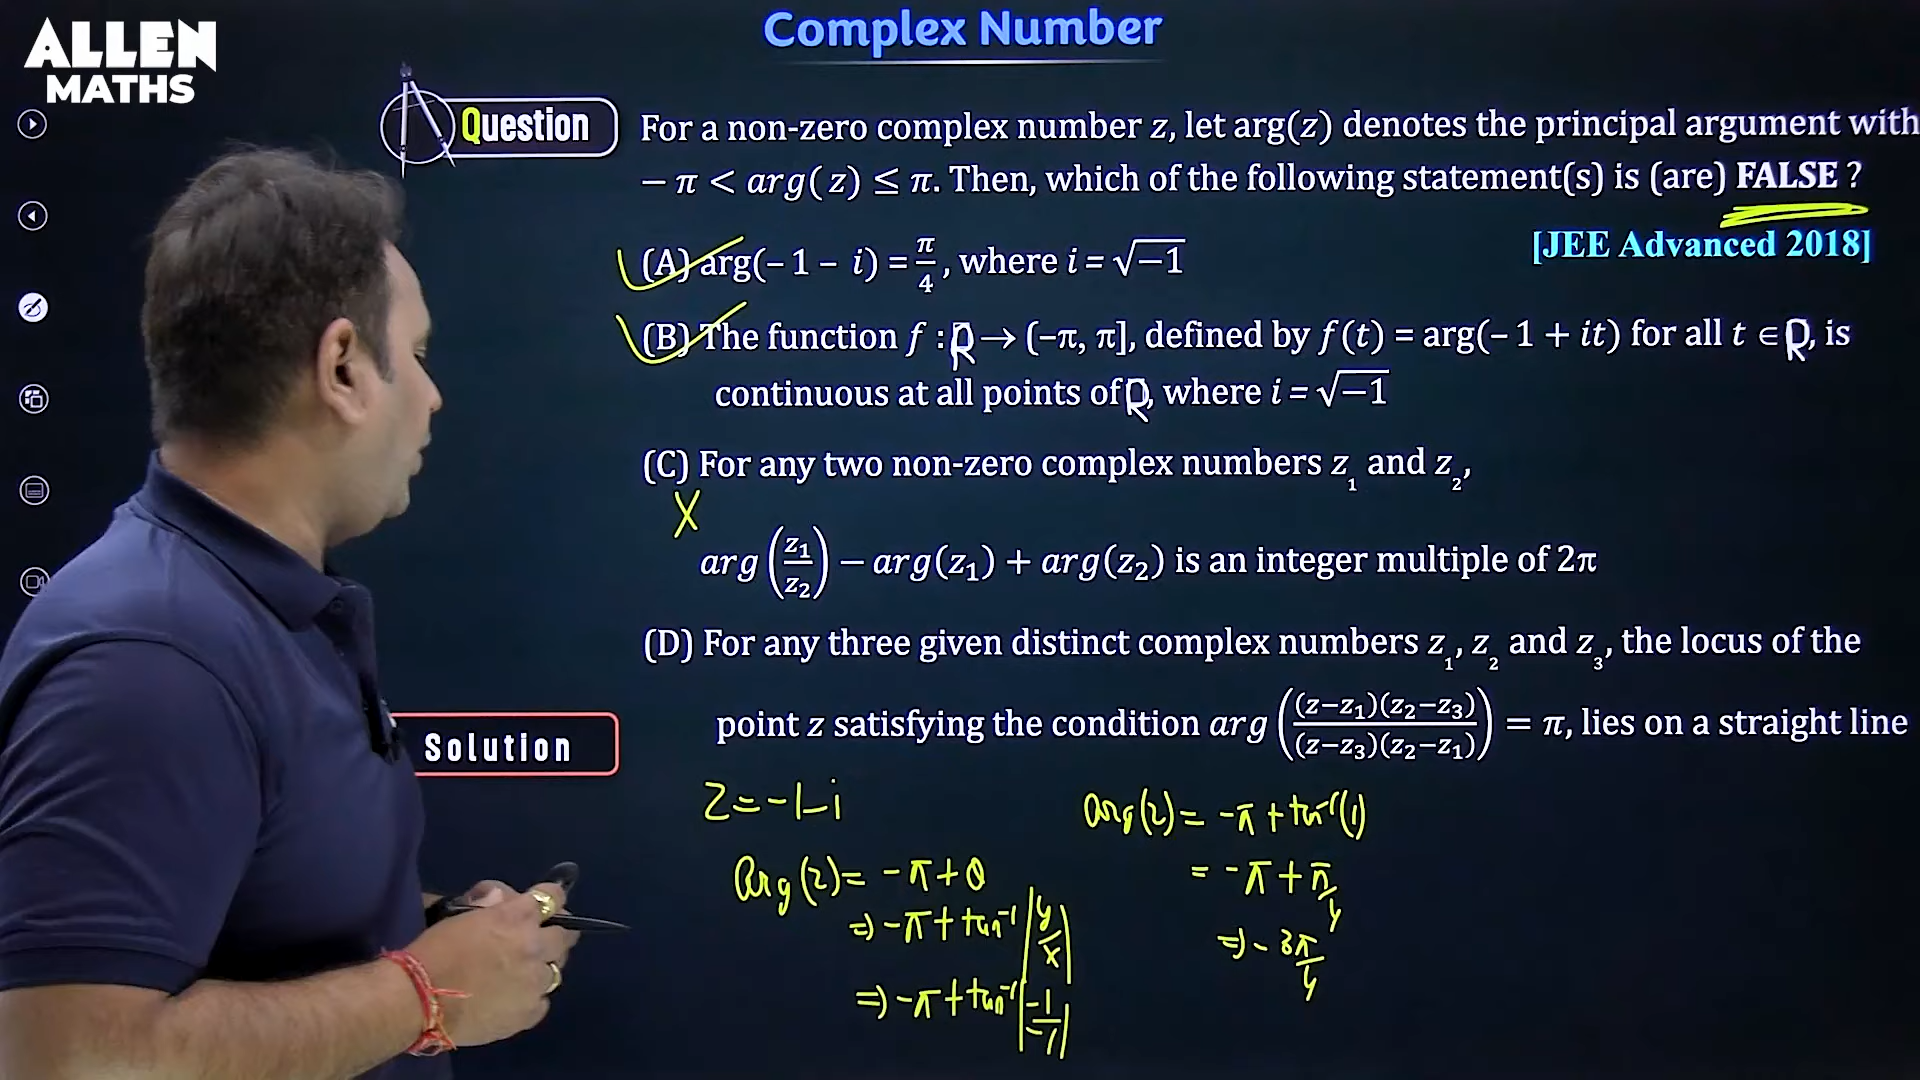 Complex Number
ALLEN
MATHS
Question
For a non-zero complex number z, let arg(z) denotes the principal argument with
− π < arg( z) ≤ π. Then, which of the following statement(s) is (are) FALSE ?
[JEE Advanced 2018]
(A) arg(− 1 − i) = π/4, where i = √−1
(B) The function f : R → (−π, π], defined by f(t) = arg(− 1 + it) for all t ∈ R, is
continuous at all points of R, where i = √−1
(C) For any two non-zero complex numbers z₁ and z₂,
X
arg (z₁/z₂) − arg(z₁) + arg(z₂) is an integer multiple of 2π
(D) For any three given distinct complex numbers z₁, z₂ and z₃, the locus of the
point z satisfying the condition arg ((z−z₁)(z₂−z₃)/(z−z₃)(z₂−z₁)) = π, lies on a straight line
Solution
z = -1-i
arg(z) = -π + θ
⇒ -π + tan⁻¹|y/x|
⇒ -π + tan⁻¹|-1/-1|
arg(z) = -π + tan⁻¹(1)
= -π + π/4
⇒ -3π/4